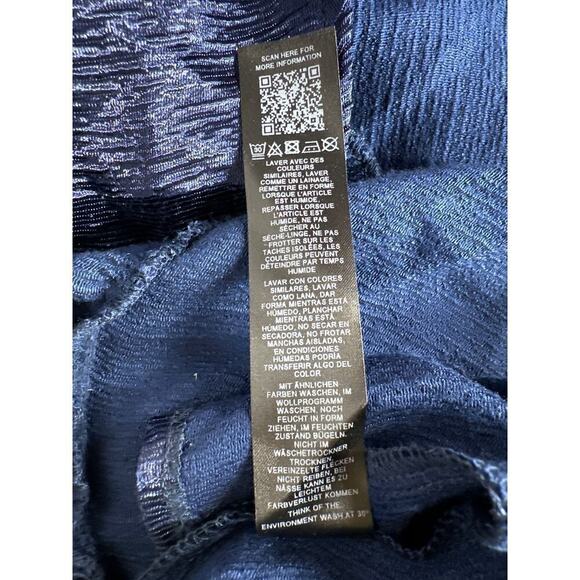 SCAN HERE FOR
MORE INFORMATION
30
LAVER AVEC DES
COULEURS
SIMILAIRES, LAVER
COMME UN LAINAGE,
REMETTRE EN FORME
LORSQUE L'ARTICLE
EST HUMIDE,
REPASSER LORSQUE
L'ARTICLE EST
HUMIDE, NE PAS
SÉCHER AU
SÈCHE-LINGE, NE PAS
FROTTER SUR LES
TACHES ISOLÉES, LES
COULEURS PEUVENT
DÉTEINDRE PAR TEMPS
HUMIDE
LAVAR CON COLORES
SIMILARES, LAVAR
COMO LANA, DAR
FORMA MIENTRAS ESTÁ
HÚMEDO, PLANCHAR
MIENTRAS ESTÁ
HÚMEDO, NO SECAR EN
SECADORA, NO FROTAR
MANCHAS AISLADAS,
EN CONDICIONES
HÚMEDAS PODRÍA
TRANSFERIR ALGO DEL
COLOR
MIT ÄHNLICHEN
FARBEN WASCHEN, IM
WOLLPROGRAMM
WASCHEN, NOCH
FEUCHT IN FORM
ZIEHEN, IM FEUCHTEN
ZUSTAND BÜGELN,
NICHT IM
WÄSCHETROCKNER
TROCKNEN,
VEREINZELTE FLECKEN
NICHT REIBEN, BEI
NÄSSE KANN ES ZU
LEICHTEM
FARBVERLUST KOMMEN
THINK OF THE
ENVIRONMENT WASH AT 30°